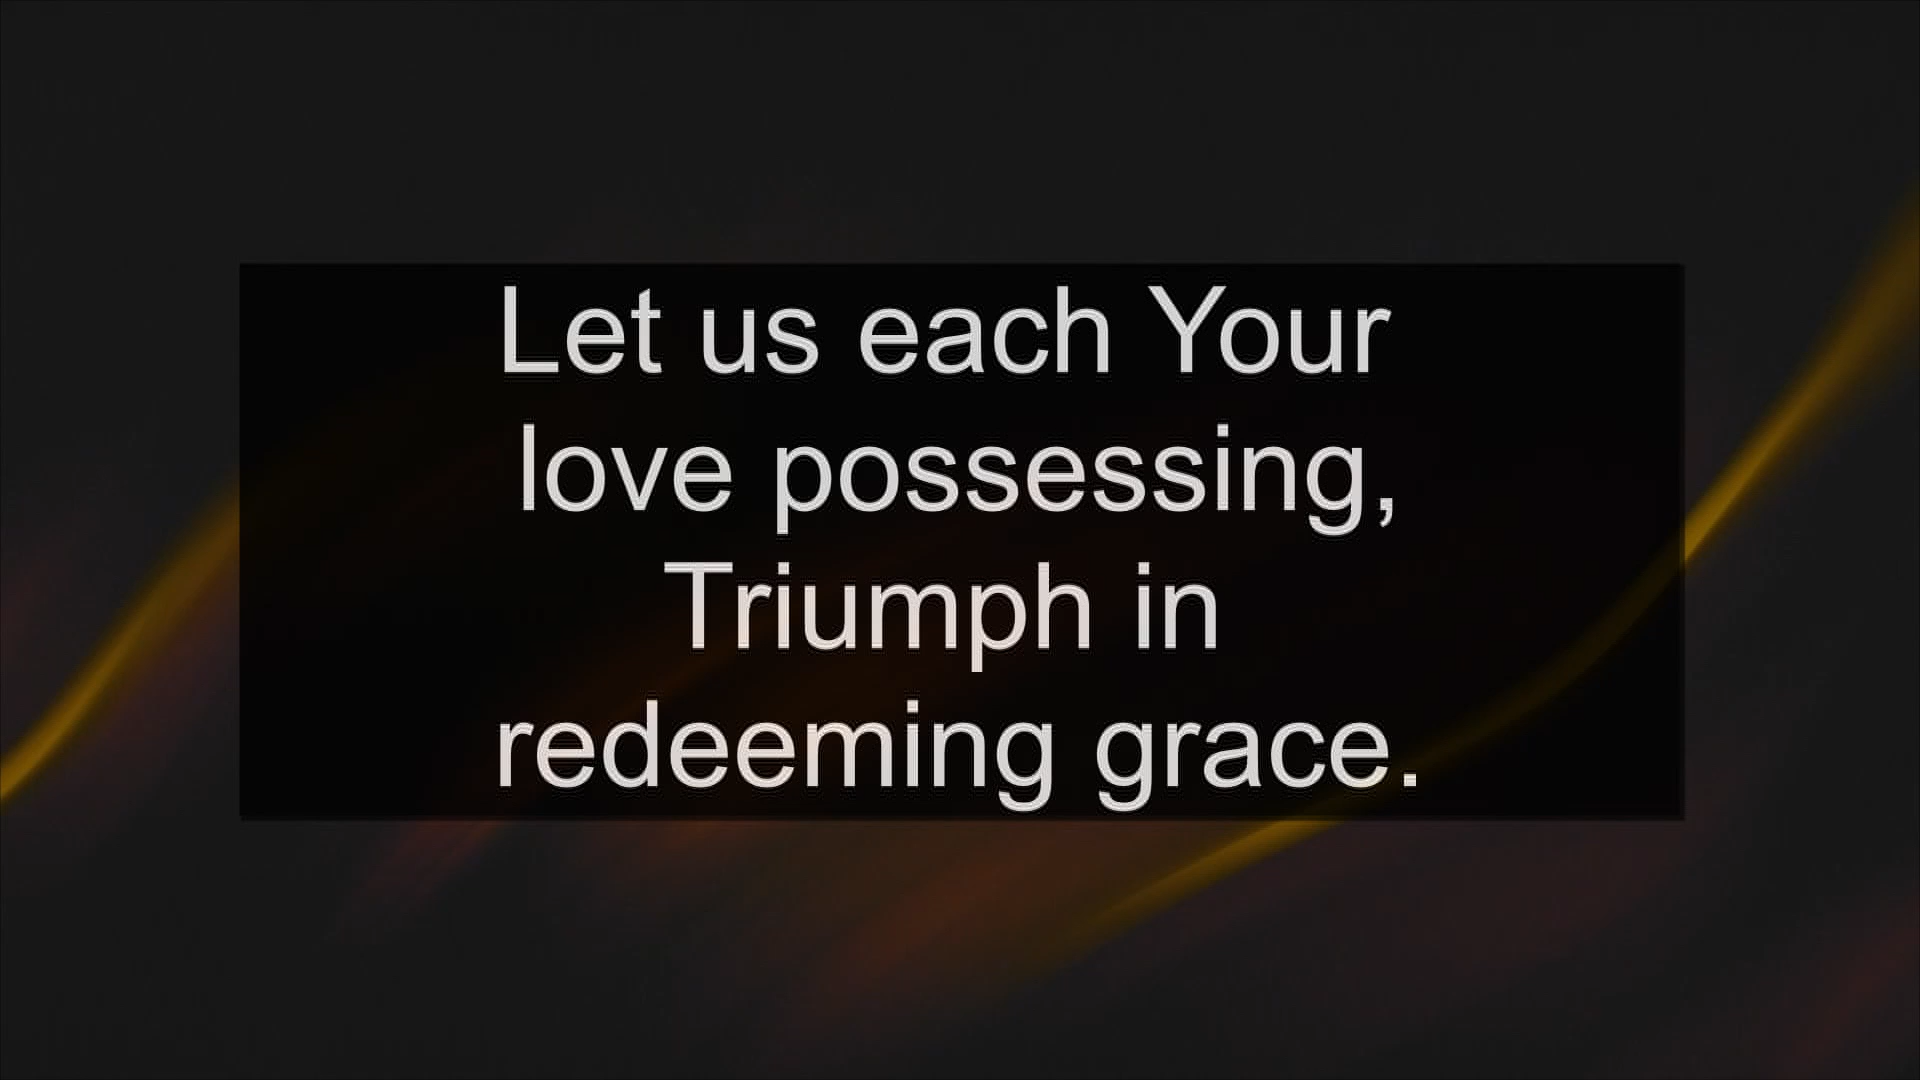 Let us each Your
love possessing,
Triumph in
redeeming grace.